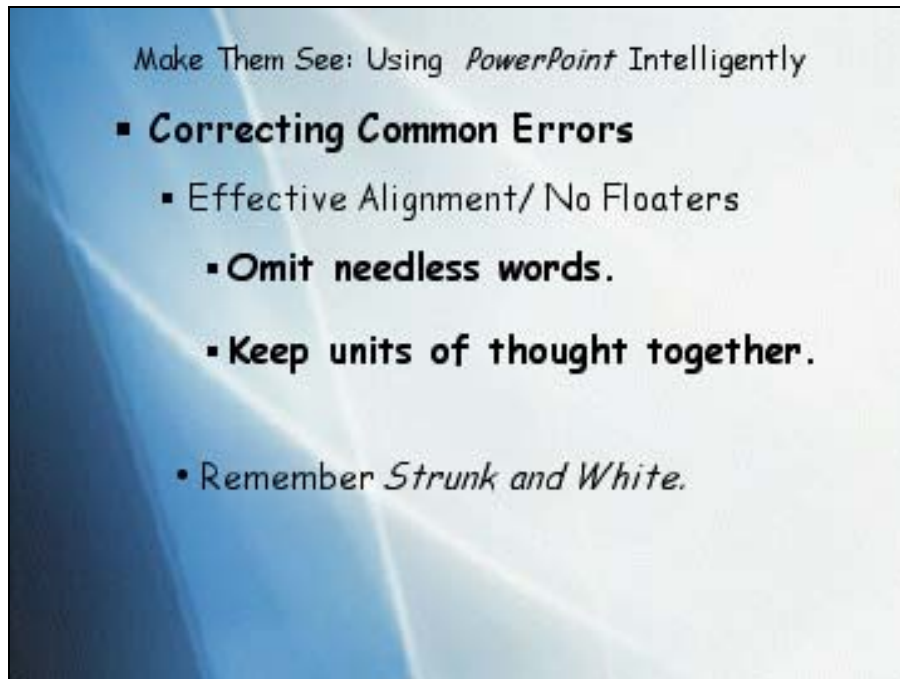 Make Them See: Using PowerPoint Intelligently
▪ Correcting Common Errors
▪ Effective Alignment/ No Floaters
▪ Omit needless words.
▪ Keep units of thought together.
• Remember Strunk and White.